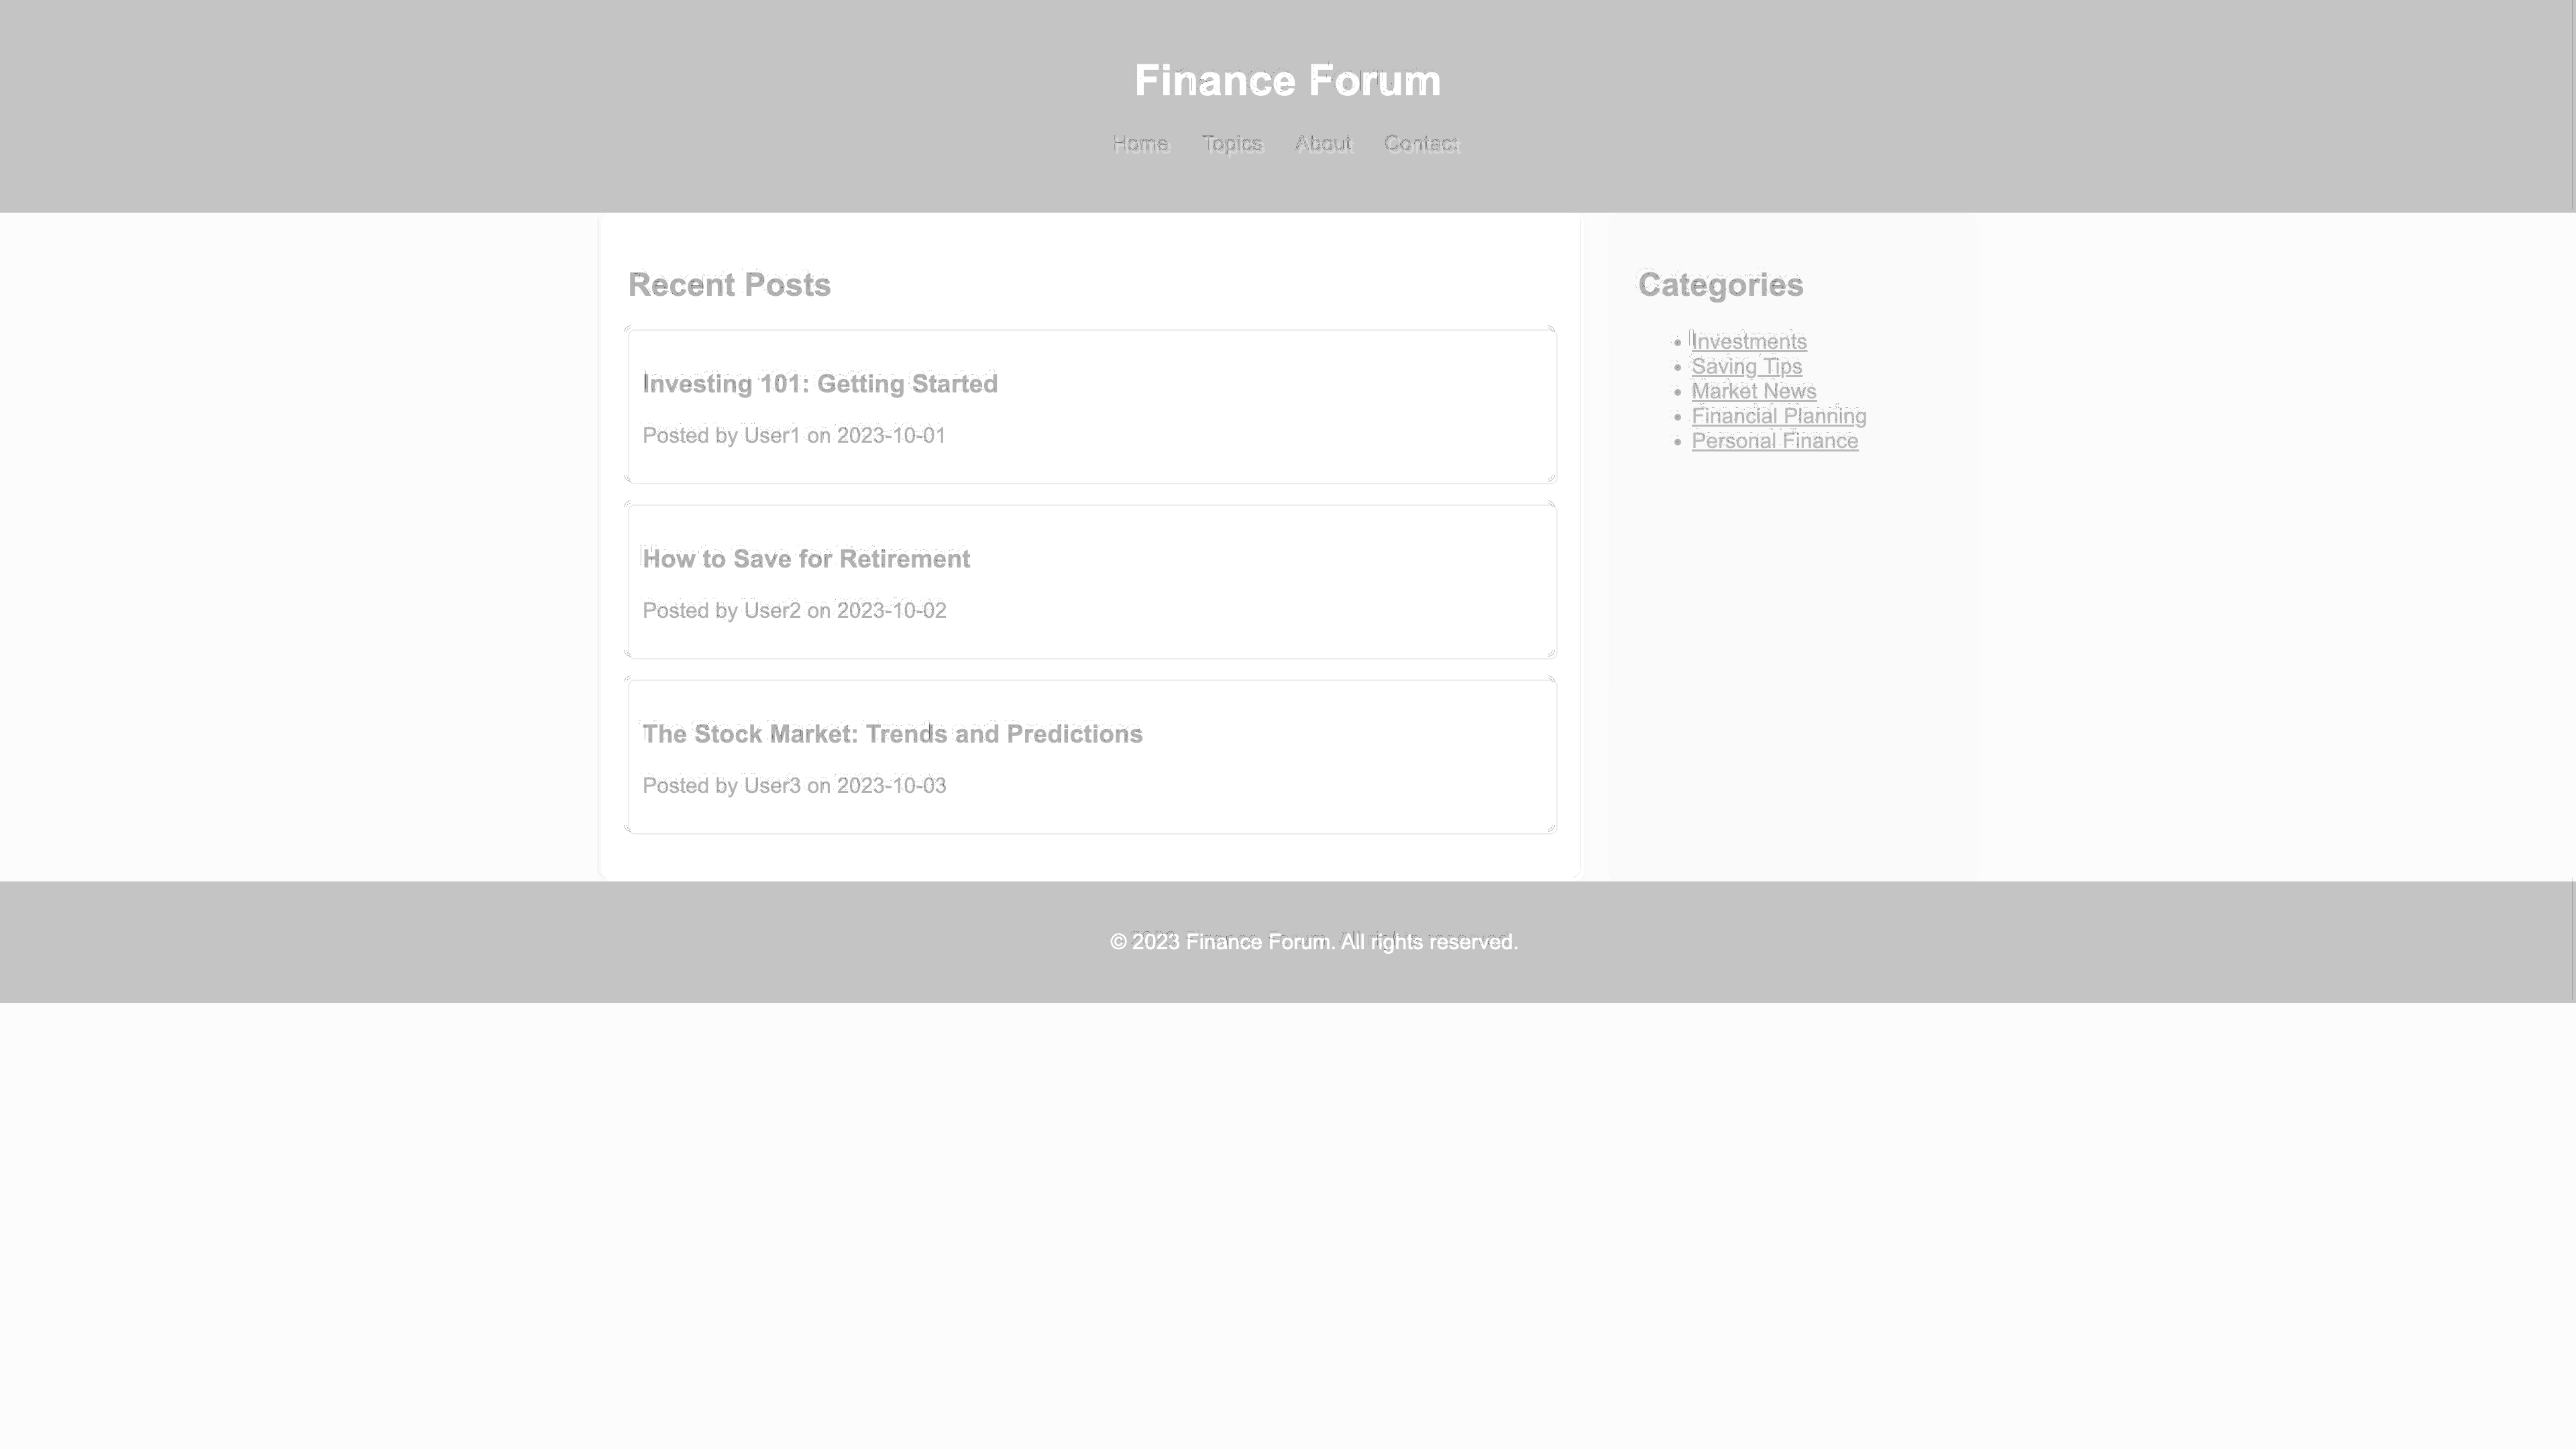 Finance Forum
Home Topics About Contact
Recent Posts
Investing 101: Getting Started
Posted by User1 on 2023-10-01
How to Save for Retirement
Posted by User2 on 2023-10-02
The Stock Market: Trends and Predictions
Posted by User3 on 2023-10-03
Categories
Investments
Saving Tips
Market News
Financial Planning
Personal Finance
© 2023 Finance Forum. All rights reserved.